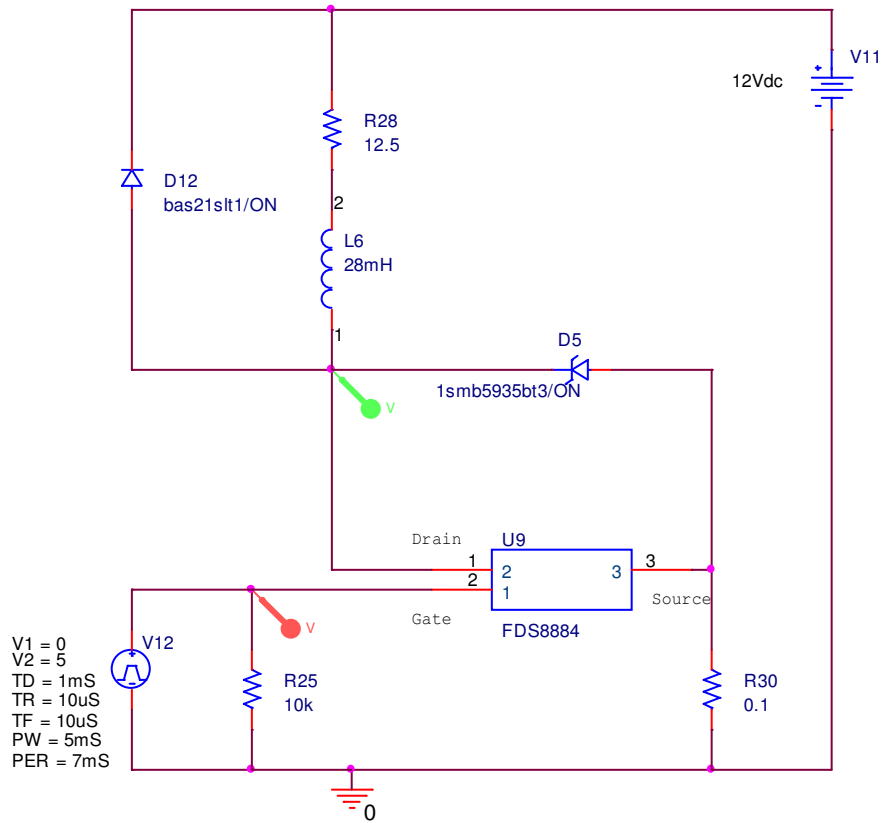 V11
12Vdc
R28
12.5
D12
bas21slt1/ON
2
L6
28mH
1
D5
1smb5935bt3/ON
V
Drain
U9
1
2
3
3
2
1
Gate
Source
FDS8884
V
V1 = 0
V2 = 5
TD = 1mS
TR = 10uS
TF = 10uS
PW = 5mS
PER = 7mS
V12
R25
10k
R30
0.1
0